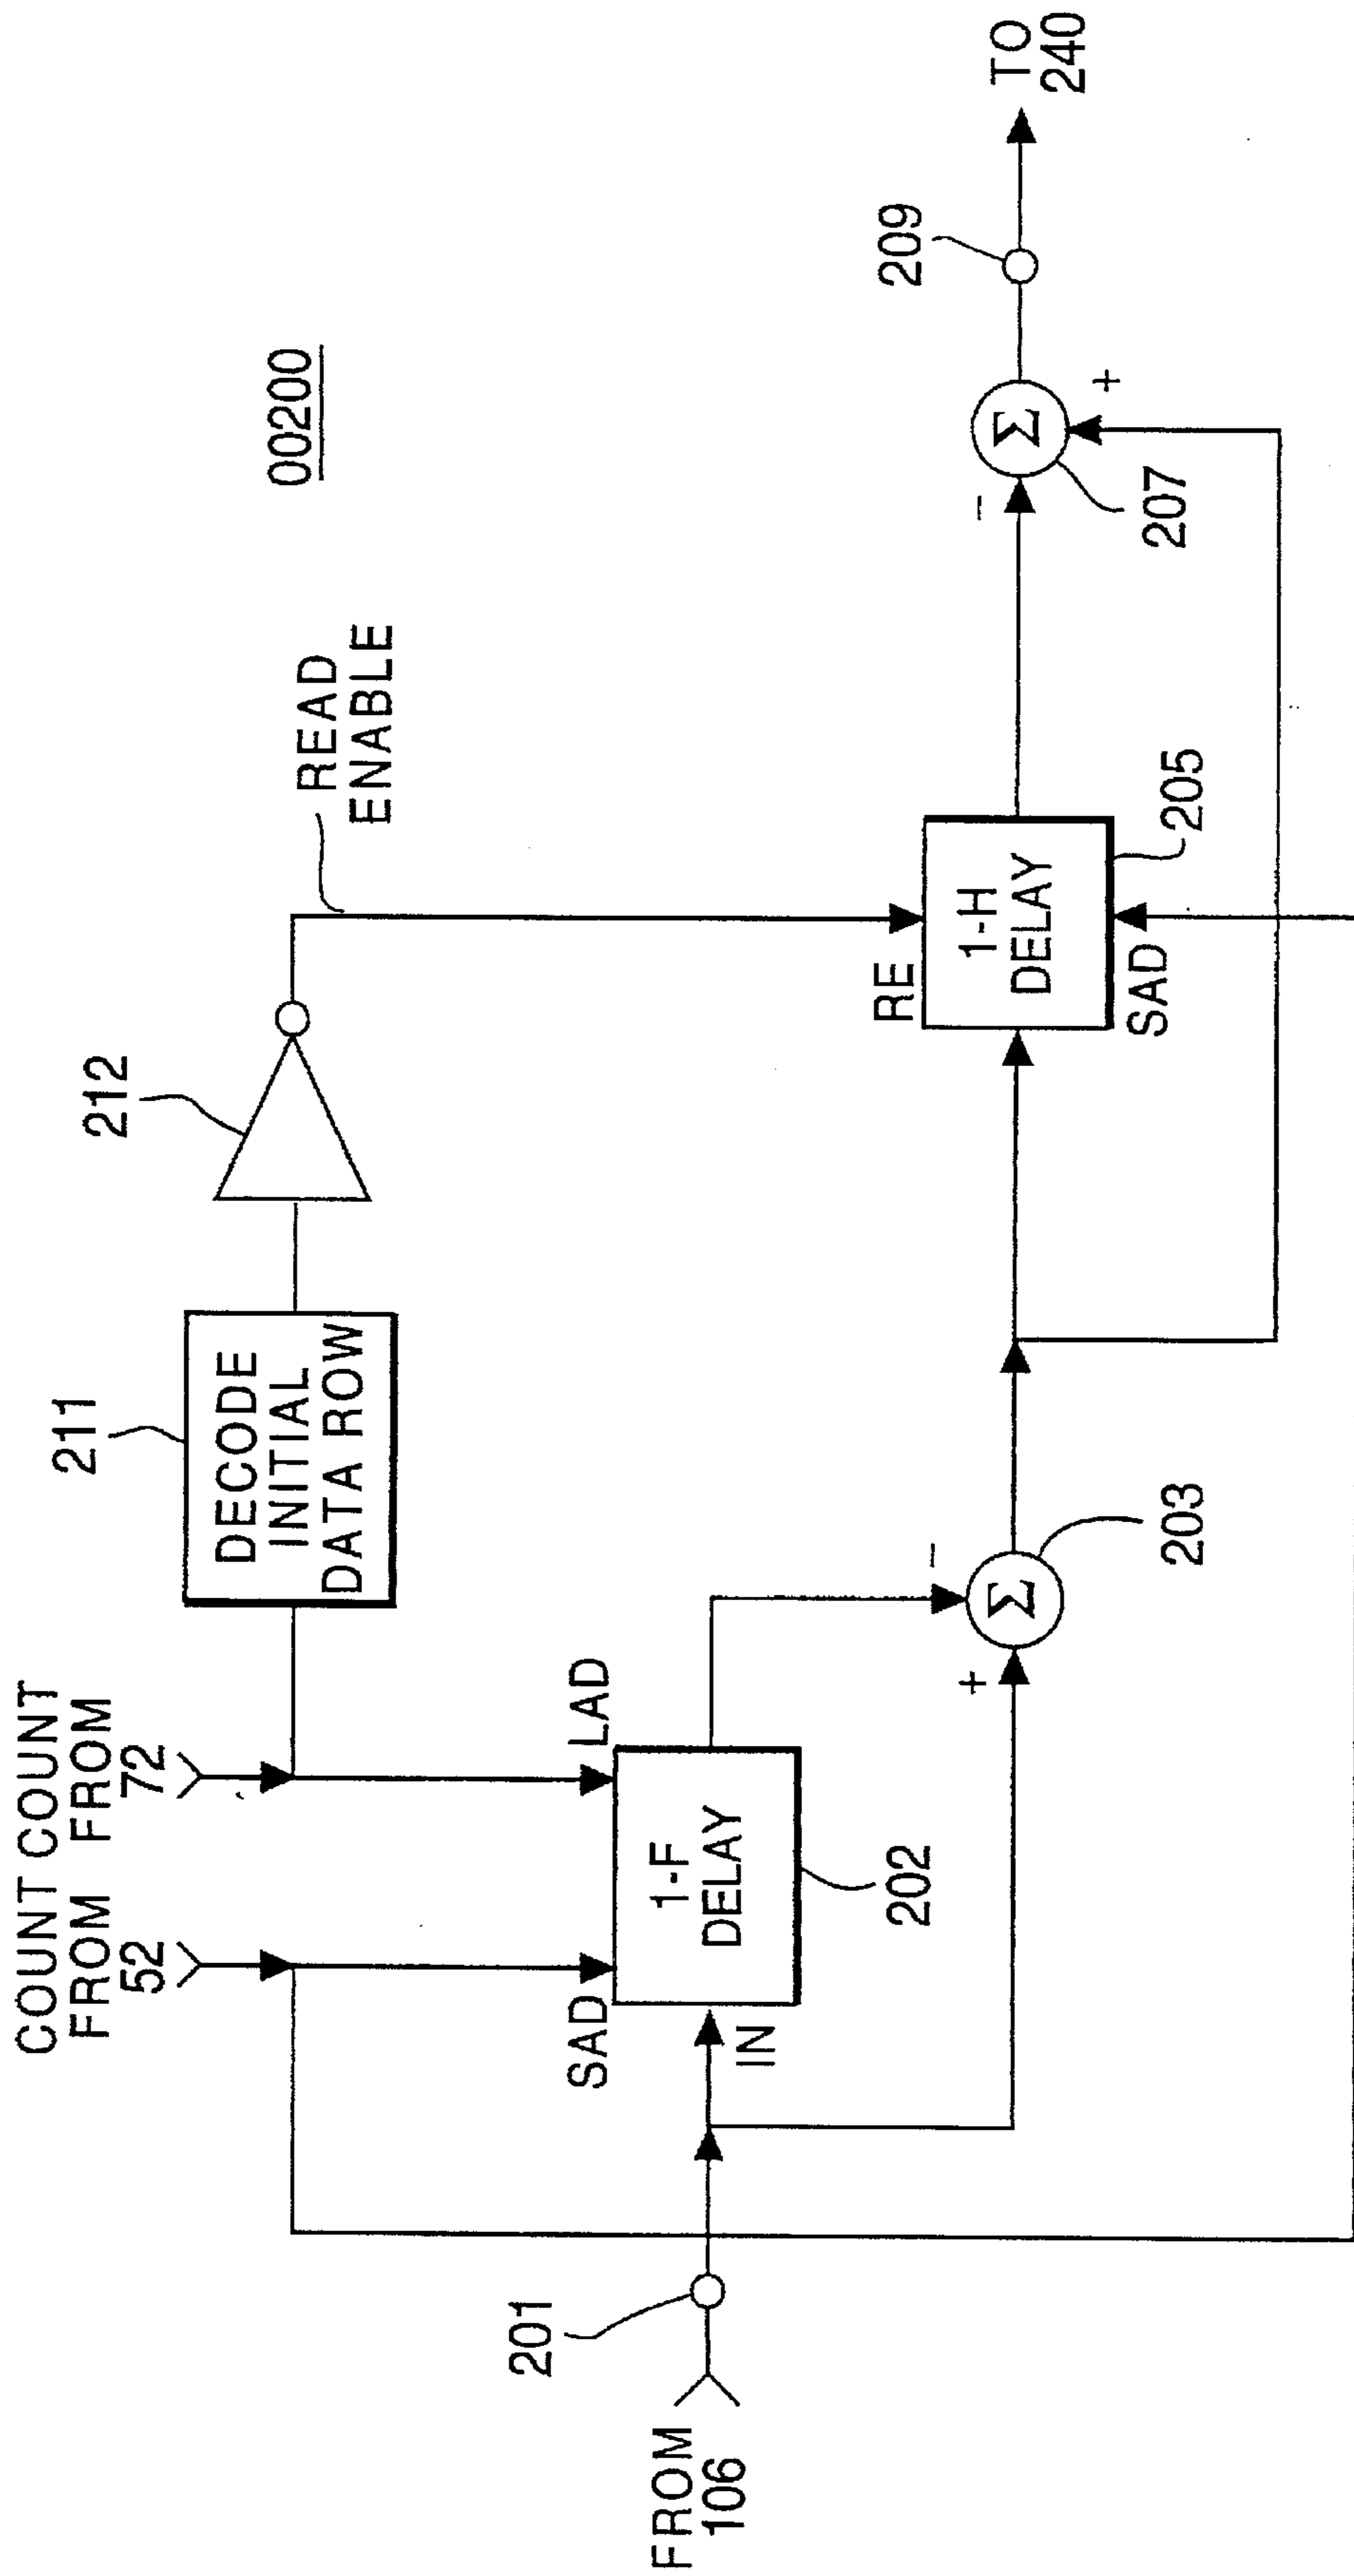 COUNT COUNT
FROM FROM
52 72
211
DECODE
INITIAL
DATA ROW
212
READ
ENABLE
00200
SAD
LAD
1-F
DELAY
IN
202
FROM
106
201
+
−
Σ
203
RE
1-H
DELAY
SAD
205
−
Σ
+
207
209
TO
240